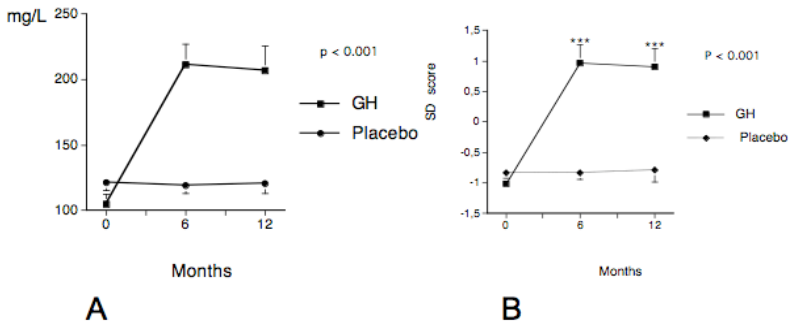 mg/L
250
200
150
100
0
6
12
Months
p < 0.001
GH
Placebo
A
SD score
1,5
1
0,5
0
-0,5
-1
-1,5
***
***
0
6
12
Months
P < 0.001
GH
Placebo
B